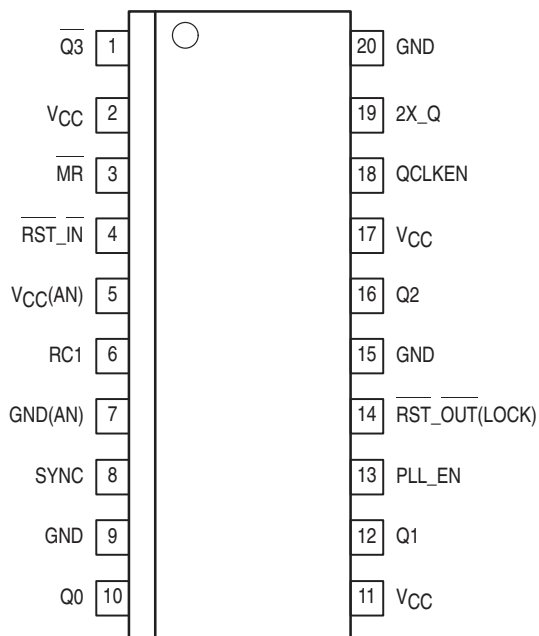 Q3 1 20 GND
VCC 2 19 2X_Q
MR 3 18 QCLKEN
RST_IN 4 17 VCC
VCC(AN) 5 16 Q2
RC1 6 15 GND
GND(AN) 7 14 RST_OUT(LOCK)
SYNC 8 13 PLL_EN
GND 9 12 Q1
Q0 10 11 VCC